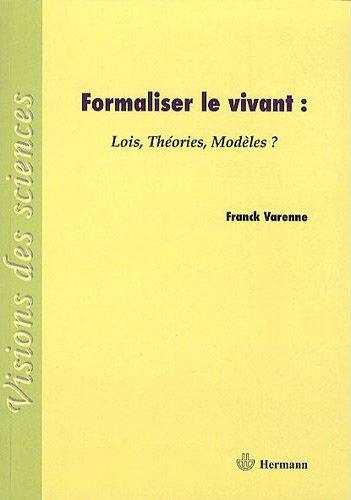 Formaliser le vivant :
Lois, Théories, Modèles ?
Franck Varenne
Visions des sciences
Hermann